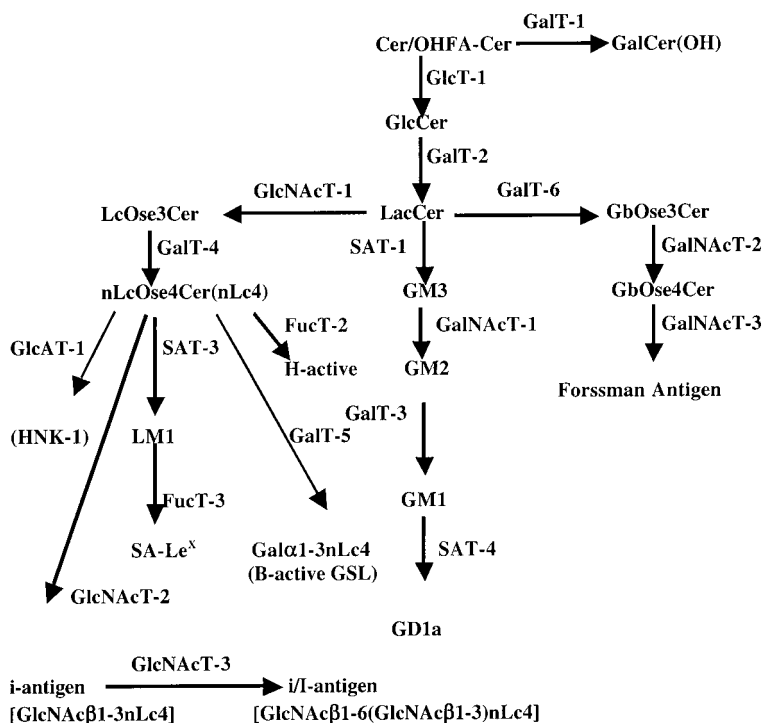 GalT-1
Cer/OHFA-Cer
GalCer(OH)
GlcT-1
GlcCer
GalT-2
GlcNAcT-1
GalT-6
LcOse3Cer
LacCer
GbOse3Cer
GalT-4
SAT-1
GalNAcT-2
nLcOse4Cer(nLc4)
GM3
GbOse4Cer
GlcAT-1
SAT-3
FucT-2
GalNAcT-1
GalNAcT-3
H-active
GM2
Forssman Antigen
GalT-3
(HNK-1)
LM1
GalT-5
FucT-3
GM1
SA-Leˣ
Galα1-3nLc4
SAT-4
(B-active GSL)
GlcNAcT-2
GD1a
GlcNAcT-3
i-antigen
i/I-antigen
[GlcNAcβ1-3nLc4]
[GlcNAcβ1-6(GlcNAcβ1-3)nLc4]